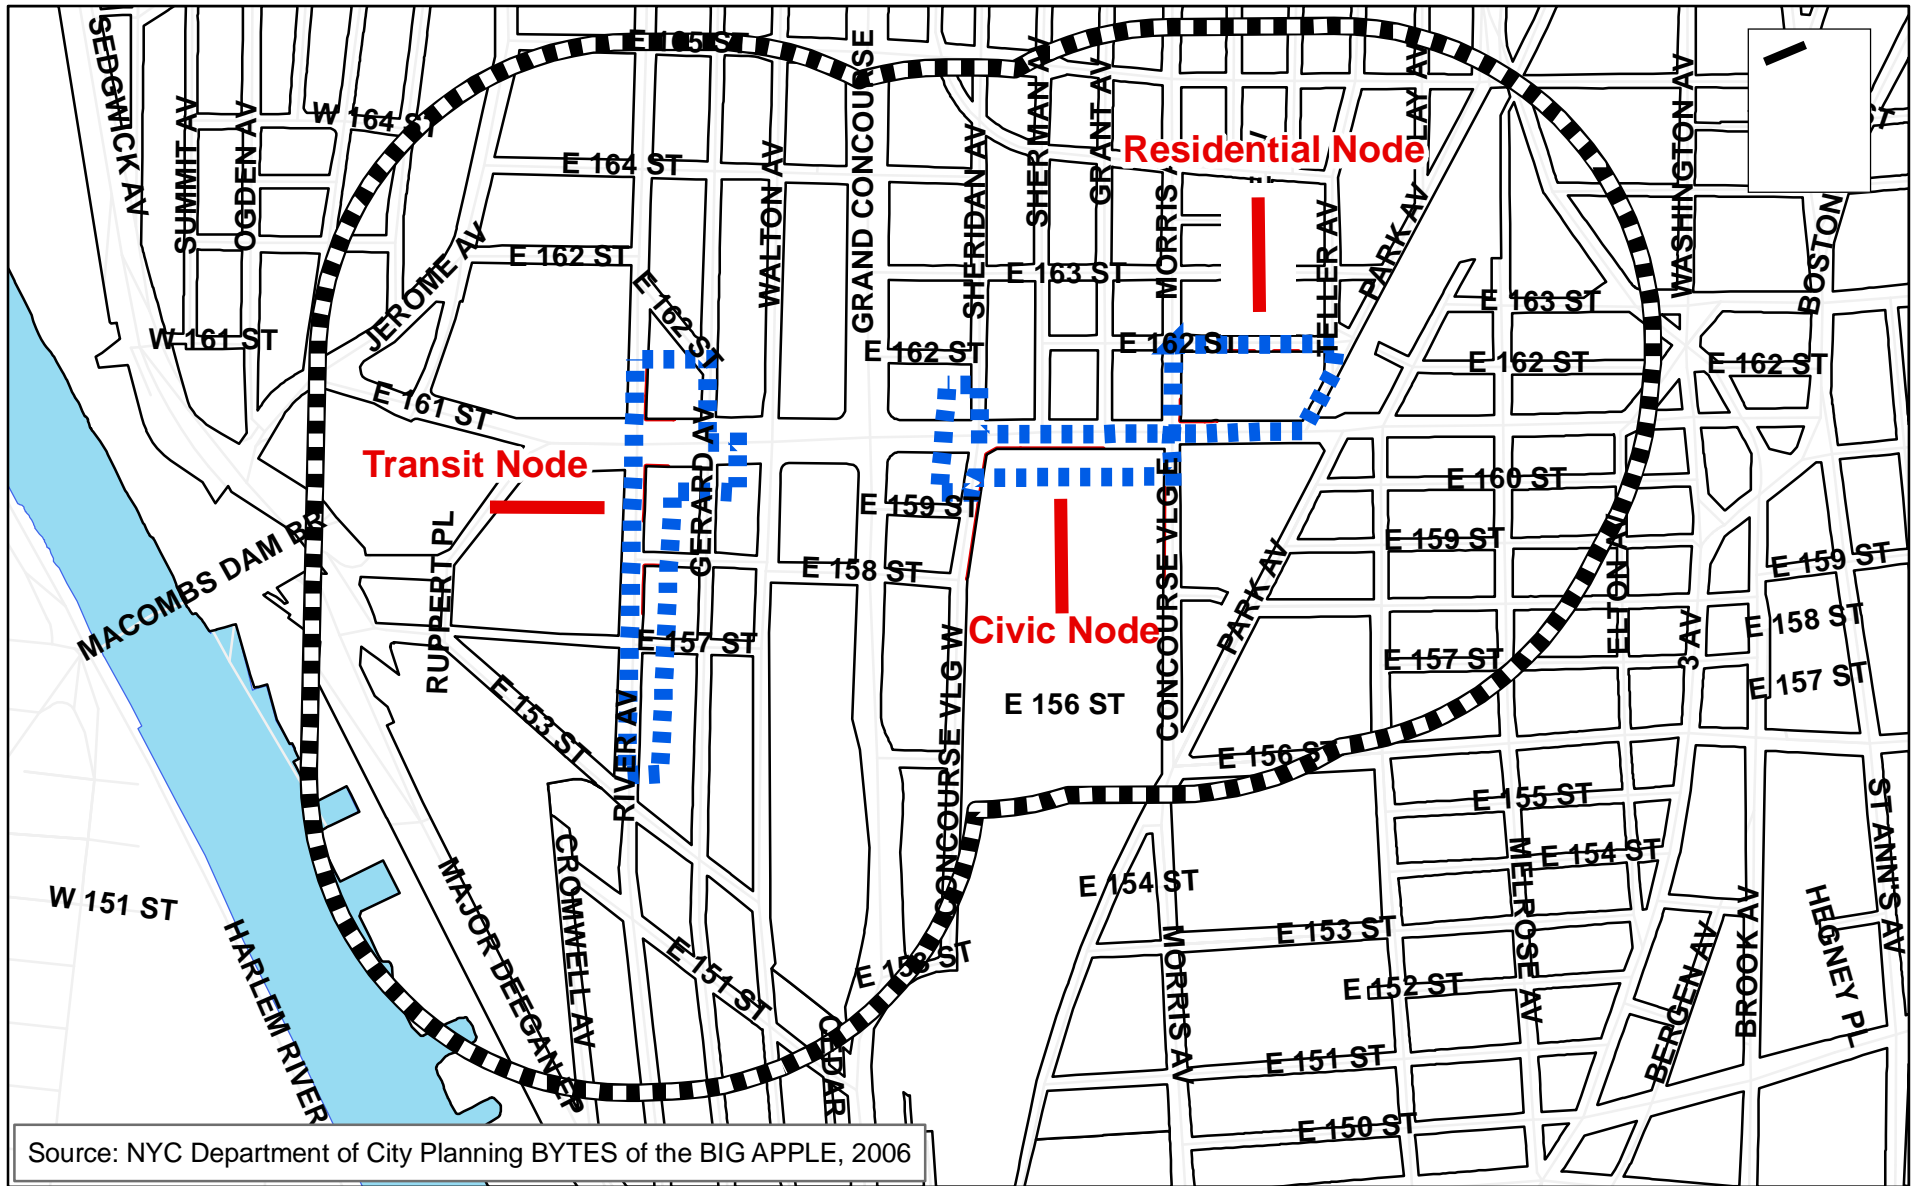 E 165 ST
SEDGWICK AV
SUMMIT AV
OGDEN AV
W 164 ST
E 164 ST
WALTON AV
GRAND CONCOURSE
SHERIDAN AV
SHERMAN AV
GRANT AV
MORRIS
Residential Node
TELLER AV
LAY AV
PARK AV
WASHINGTON AV
BOSTON
ST
JEROME AV
E 162 ST
E 162 ST
E 163 ST
E 163 ST
W 161 ST
E 161 ST
E 162 ST
E 162 ST
E 162 ST
E 162 ST
Transit Node
GERARD AV
E 159 ST
E 160 ST
E 159 ST
E 159 ST
MACOMBS DAM BR
RUPPERT PL
E 158 ST
CONCOURSE VLG E
PARK AV
ELTON AV
E 158 ST
E 157 ST
Civic Node
E 157 ST
3 AV
E 157 ST
E 153 ST
RIVER AV
CONCOURSE VLG W
E 156 ST
E 156 ST
E 155 ST
E 154 ST
E 154 ST
W 151 ST
HARLEM RIVER
MAJOR DEEGAN EP
CROMWELL AV
E 151 ST
E 153 ST
CEDAR
E 153 ST
E 152 ST
MORRIS AV
MELROSE AV
BERGEN AV
BROOK AV
HEGNEY PL
ST ANN'S AV
E 151 ST
E 150 ST
Source: NYC Department of City Planning BYTES of the BIG APPLE, 2006